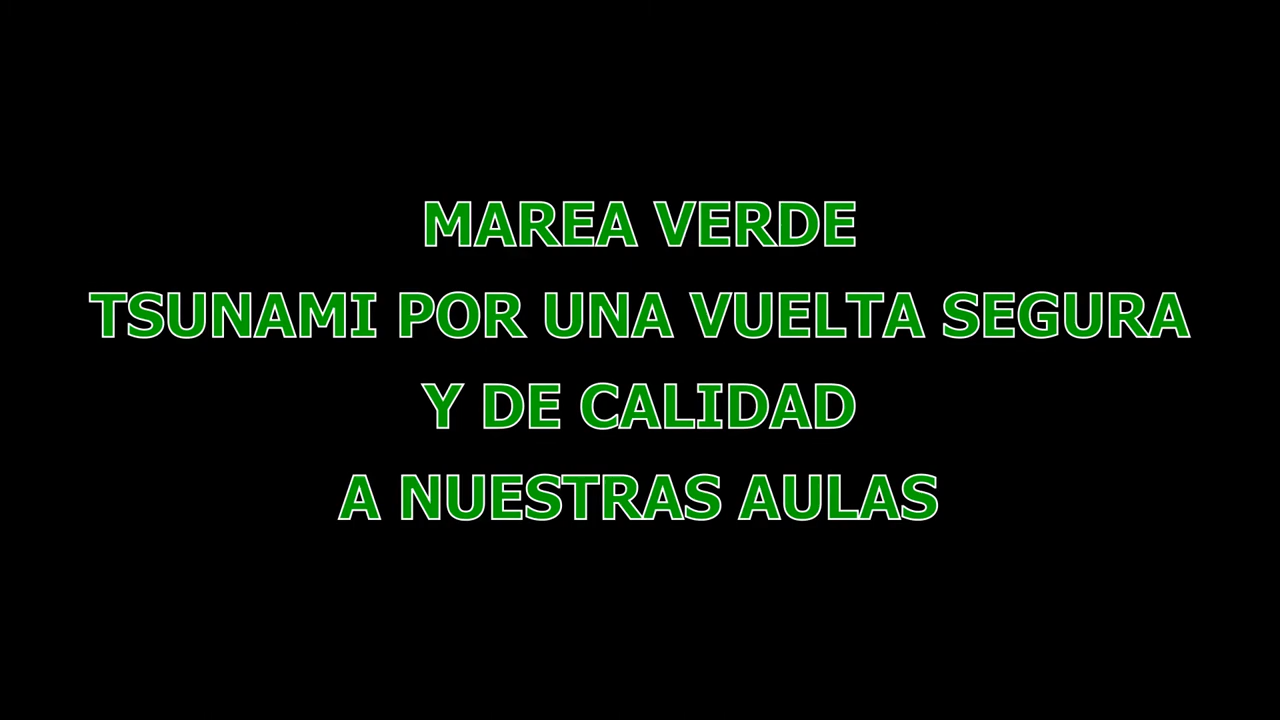 MAREA VERDE
TSUNAMI POR UNA VUELTA SEGURA
Y DE CALIDAD
A NUESTRAS AULAS